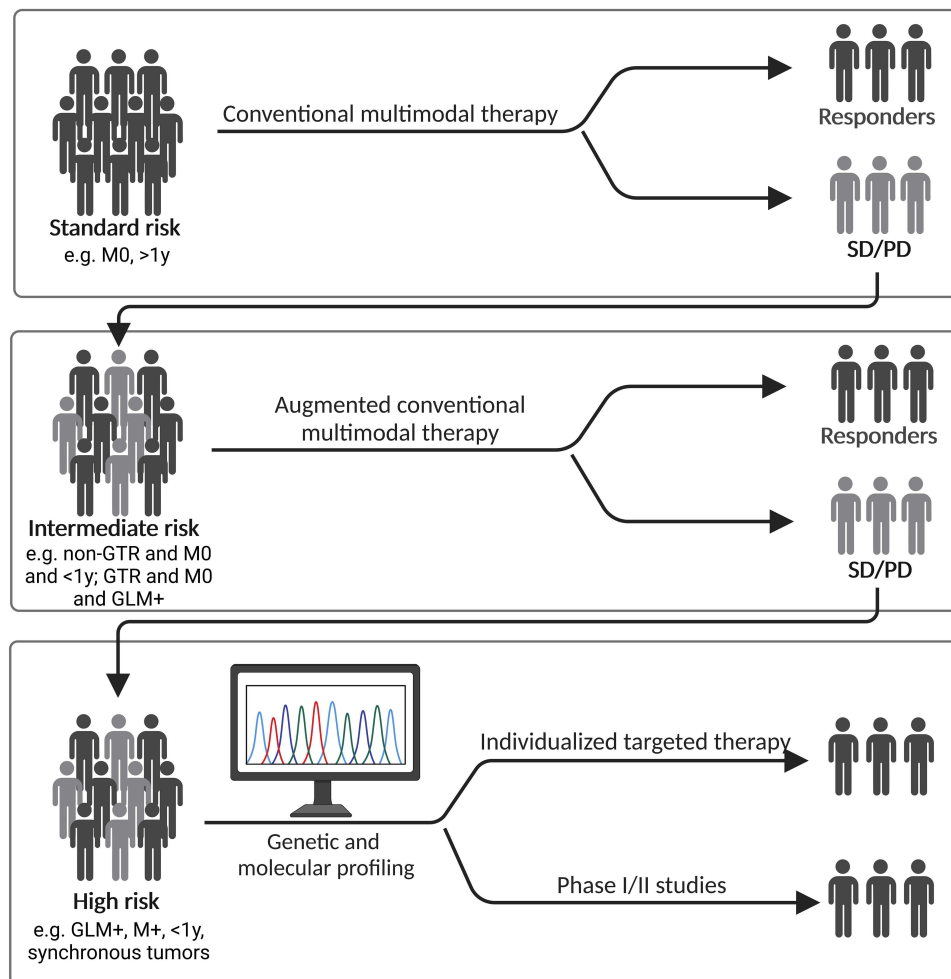 Conventional multimodal therapy
Responders
Standard risk
e.g. M0, >1y
SD/PD
Augmented conventional
multimodal therapy
Responders
Intermediate risk
e.g. non-GTR and M0
and <1y; GTR and M0
and GLM+
SD/PD
Individualized targeted therapy
Genetic and
molecular profiling
Phase I/II studies
High risk
e.g. GLM+, M+, <1y,
synchronous tumors